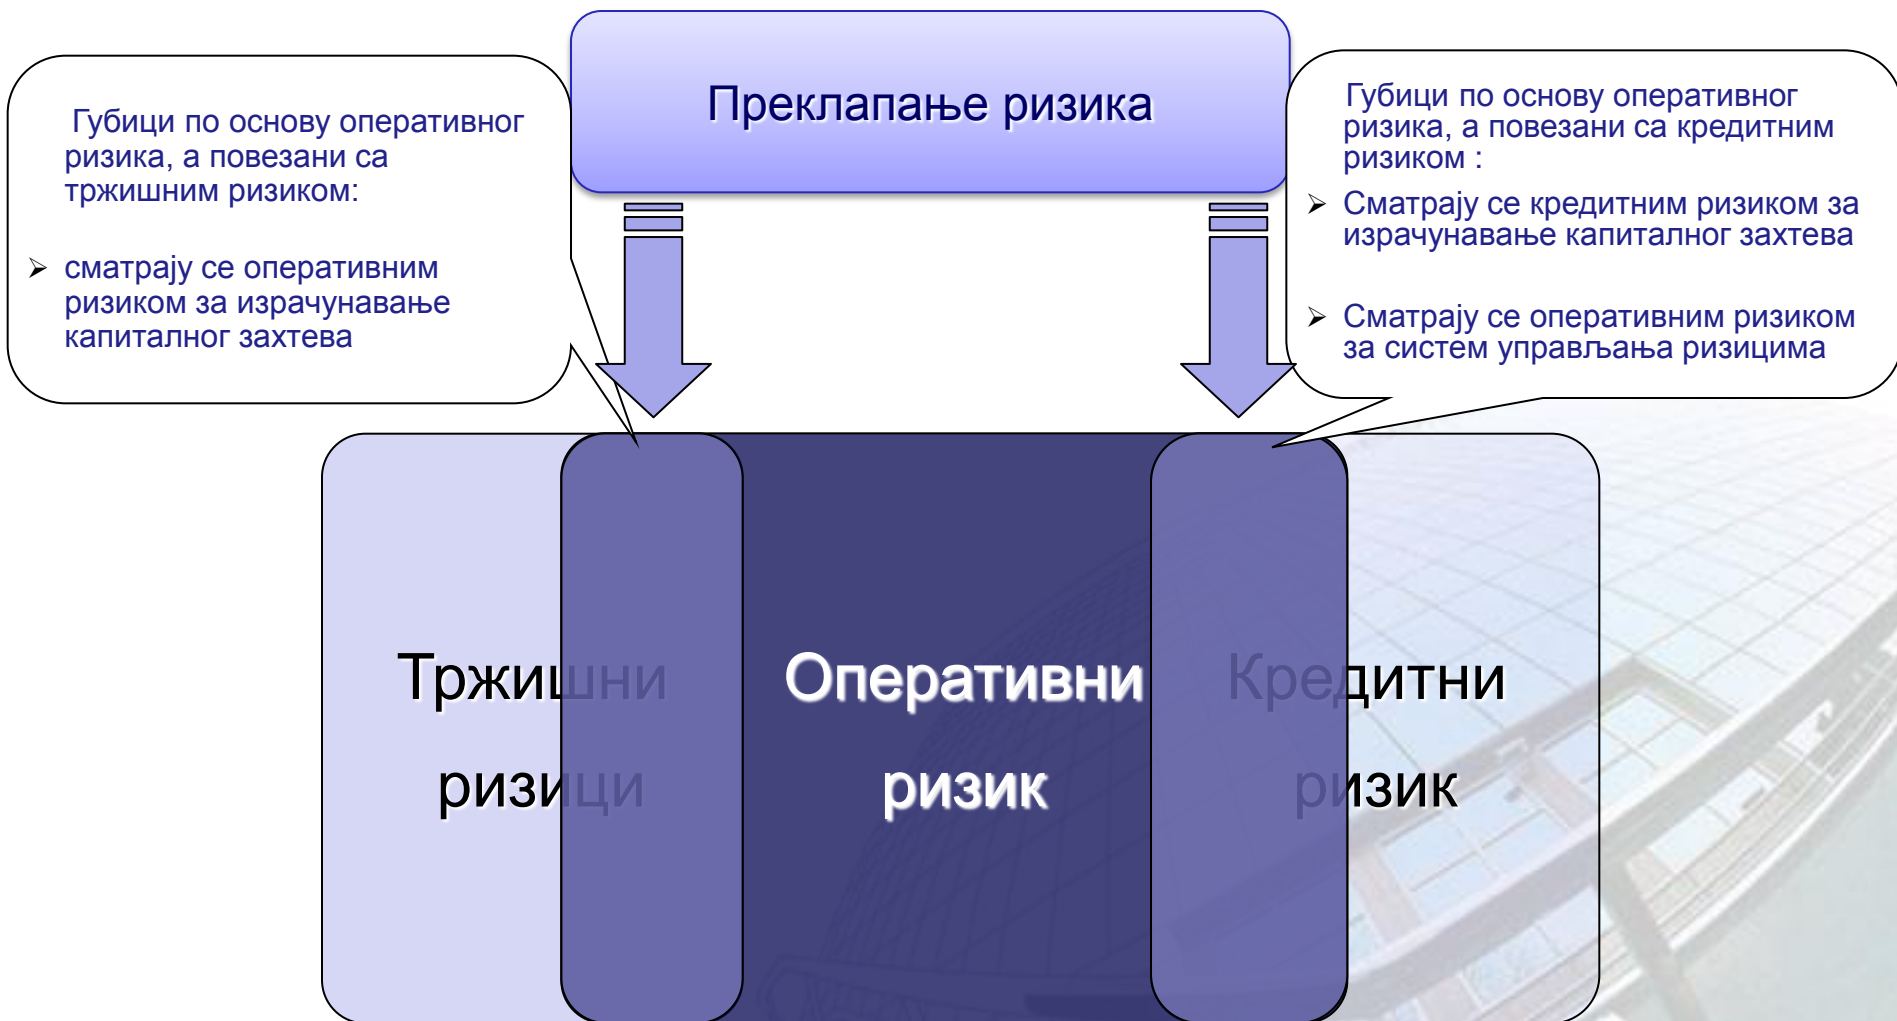 Преклапање ризика
Губици по основу оперативног
ризика, а повезани са
тржишним ризиком:
➢ сматрају се оперативним
ризиком за израчунавање
капиталног захтева
Губици по основу оперативног
ризика, а повезани са кредитним
ризиком :
➢ Сматрају се кредитним ризиком за
израчунавање капиталног захтева
➢ Сматрају се оперативним ризиком
за систем управљања ризицима
Тржишни
ризици
Оперативни
ризик
Кредитни
ризик